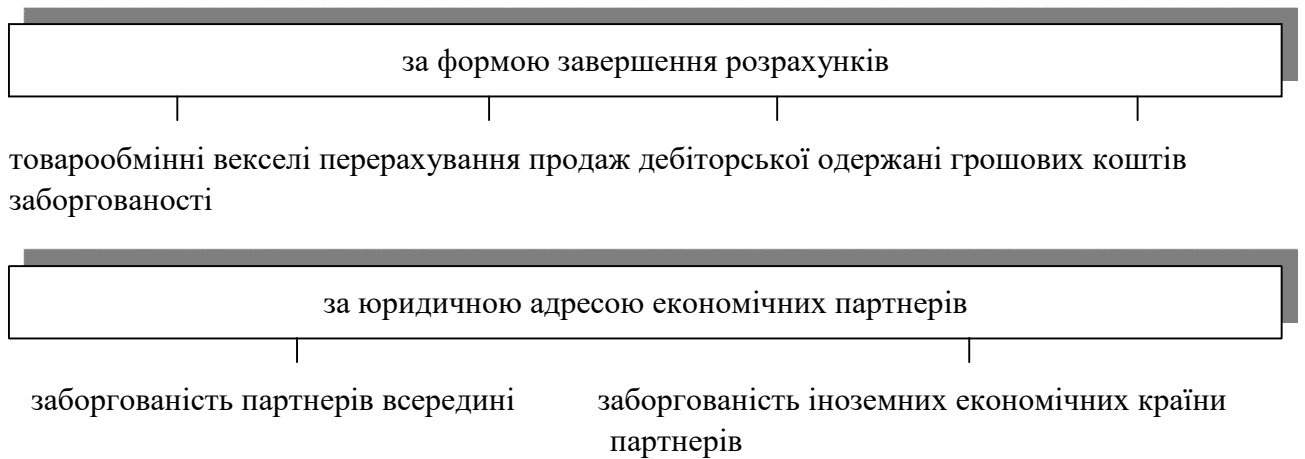 за формою завершення розрахунків
товарообмінні векселі перерахування продаж дебіторської одержані грошових коштів
заборгованості
за юридичною адресою економічних партнерів
заборгованість партнерів всередині заборгованість іноземних економічних країни
партнерів